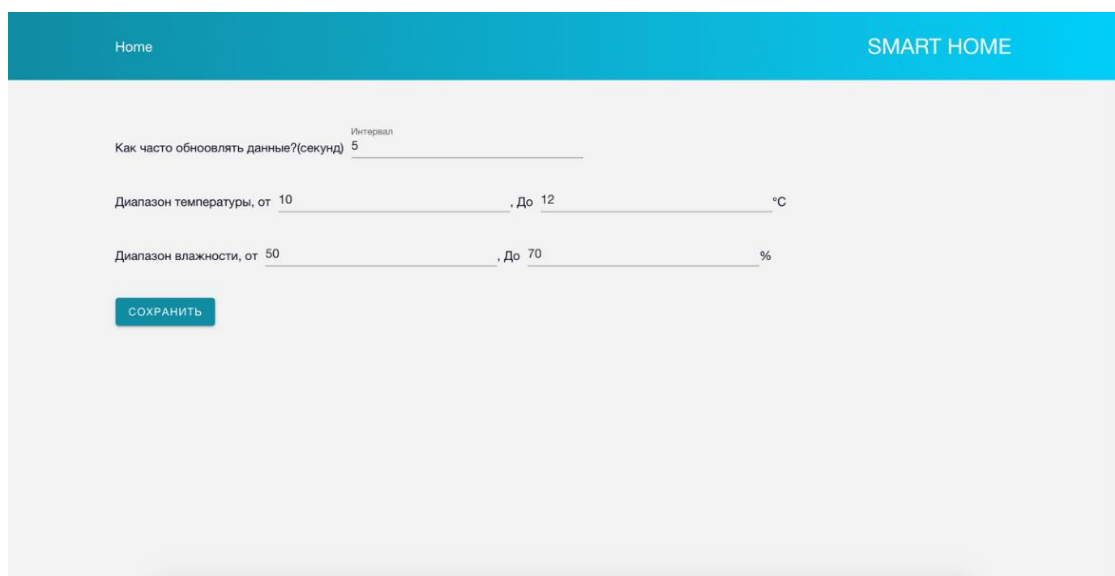 Home
SMART HOME
Интервал
Как часто обноовлять данные?(секунд) 5
Диапазон температуры, от 10 , До 12 °C
Диапазон влажности, от 50 , До 70 %
СОХРАНИТЬ